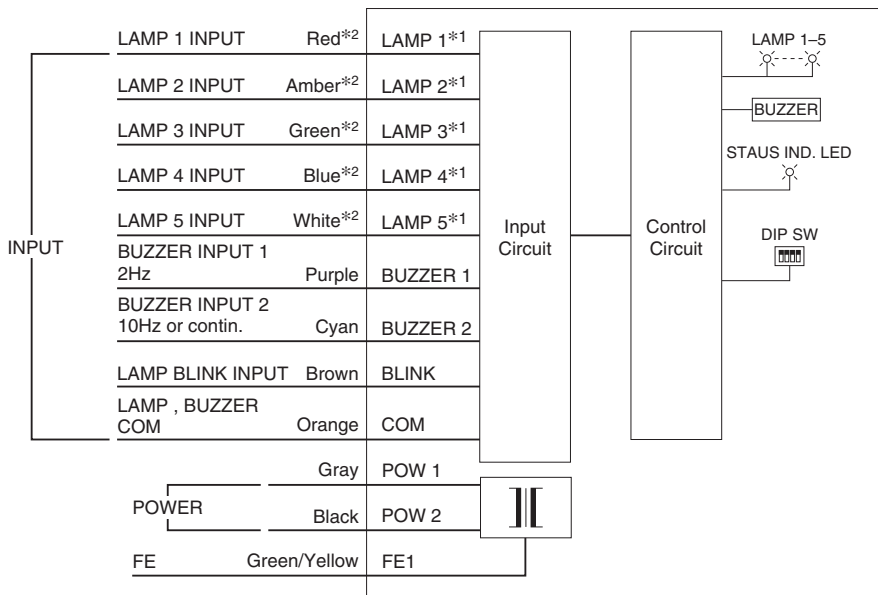 LAMP 1 INPUT Red*2 LAMP 1*1
LAMP 2 INPUT Amber*2 LAMP 2*1
LAMP 3 INPUT Green*2 LAMP 3*1
LAMP 4 INPUT Blue*2 LAMP 4*1
LAMP 5 INPUT White*2 LAMP 5*1
INPUT
BUZZER INPUT 1
2Hz Purple BUZZER 1
BUZZER INPUT 2
10Hz or contin. Cyan BUZZER 2
LAMP BLINK INPUT Brown BLINK
LAMP , BUZZER
COM Orange COM
Gray POW 1
POWER
Black POW 2
FE Green/Yellow FE1
Input
Circuit
Control
Circuit
LAMP 1–5
BUZZER
STAUS IND. LED
DIP SW